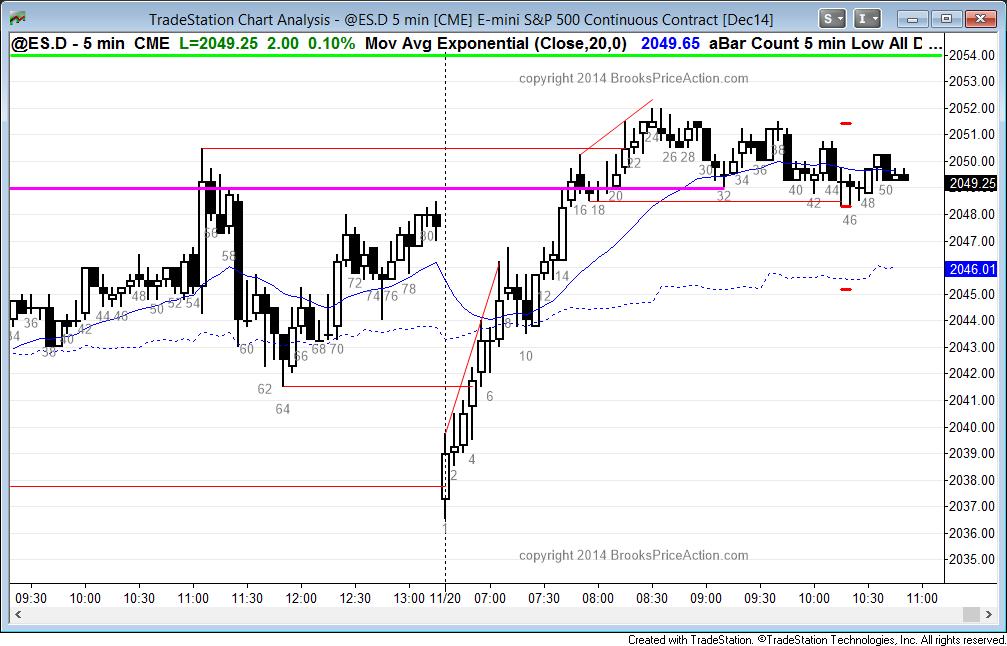 TradeStation Chart Analysis - @ES.D 5 min [CME] E-mini S&P 500 Continuous Contract [Dec14]
S I
@ES.D - 5 min CME L=2049.25 2.00 0.10% Mov Avg Exponential (Close,20,0) 2049.65 aBar Count 5 min Low All D ...
2054.00
copyright 2014 BrooksPriceAction.com
2053.00
2052.00
2051.00
24
22 26 28 38
2050.00
30 34 36
2049.25
32 40 42 44 48 50
16 18 20
46
2048.00
56 80
2047.00
58
2046.01
14
72 74 76 78
2045.00
12
36 38 40 42 44 46 48 50 52 54
2044.00
8
2043.00
60 66 68 70
10
2042.00
62
6
64
2041.00
2040.00
2039.00
4
2
2038.00
2037.00
1
2036.00
copyright 2014 BrooksPriceAction.com
2035.00
09:30 10:00 10:30 11:00 11:30 12:00 12:30 13:00 11/20 07:00 07:30 08:00 08:30 09:00 09:30 10:00 10:30 11:00
Created with TradeStation. ©TradeStation Technologies, Inc. All rights reserved.